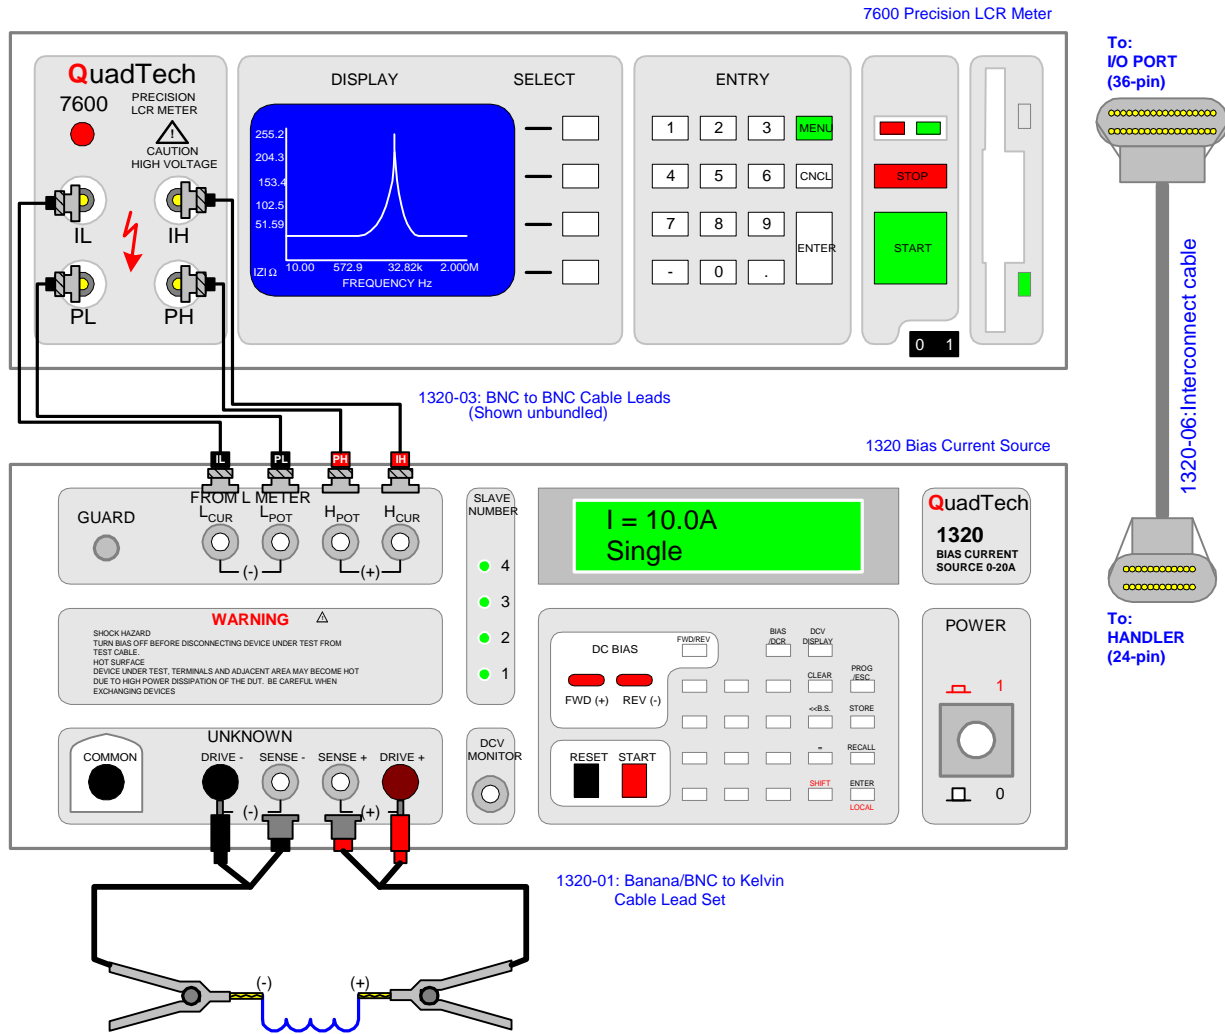 7600 Precision LCR Meter
QuadTech
7600
PRECISION
LCR METER
CAUTION
HIGH VOLTAGE
IL
IH
PL
PH
DISPLAY
SELECT
255.2
204.3
153.4
102.5
51.59
IZI Ω
10.00 572.9 32.82k 2.000M
FREQUENCY Hz
ENTRY
1 2 3 MENU
4 5 6 CNCL
7 8 9
ENTER
- 0 .
STOP
START
0 1
To:
I/O PORT
(36-pin)
1320-06:Interconnect cable
To:
HANDLER
(24-pin)
1320-03: BNC to BNC Cable Leads
(Shown unbundled)
1320 Bias Current Source
IL PL PH IH
FROM L METER
GUARD
LCUR LPOT HPOT HCUR
(-) (+)
SLAVE
NUMBER
4
3
2
1
I = 10.0A
Single
QuadTech
1320
BIAS CURRENT
SOURCE 0-20A
WARNING
SHOCK HAZARD
TURN BIAS OFF BEFORE DISCONNECTING DEVICE UNDER TEST FROM
TEST CABLE.
HOT SURFACE
DEVICE UNDER TEST, TERMINALS AND ADJACENT AREA MAY BECOME HOT
DUE TO HIGH POWER DISSIPATION OF THE DUT. BE CAREFUL WHEN
EXCHANGING DEVICES
DC BIAS
FWD (+) REV (-)
FWD/REV
BIAS
/DCR
DCV
DISPLAY
CLEAR
PROG
/ESC
<<B.S.
STORE
=
RECALL
SHIFT
ENTER
LOCAL
RESET START
POWER
1
0
UNKNOWN
COMMON
DRIVE - SENSE - SENSE + DRIVE +
(-) (+)
DCV
MONITOR
1320-01: Banana/BNC to Kelvin
Cable Lead Set
(-) (+)